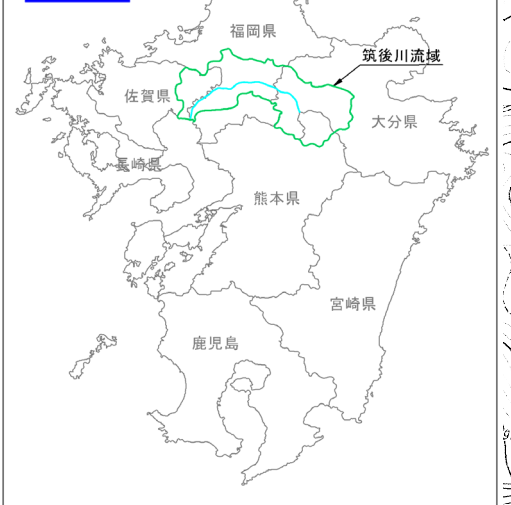 福岡県
筑後川流域
佐賀県
大分県
長崎県
熊本県
宮崎県
鹿児島